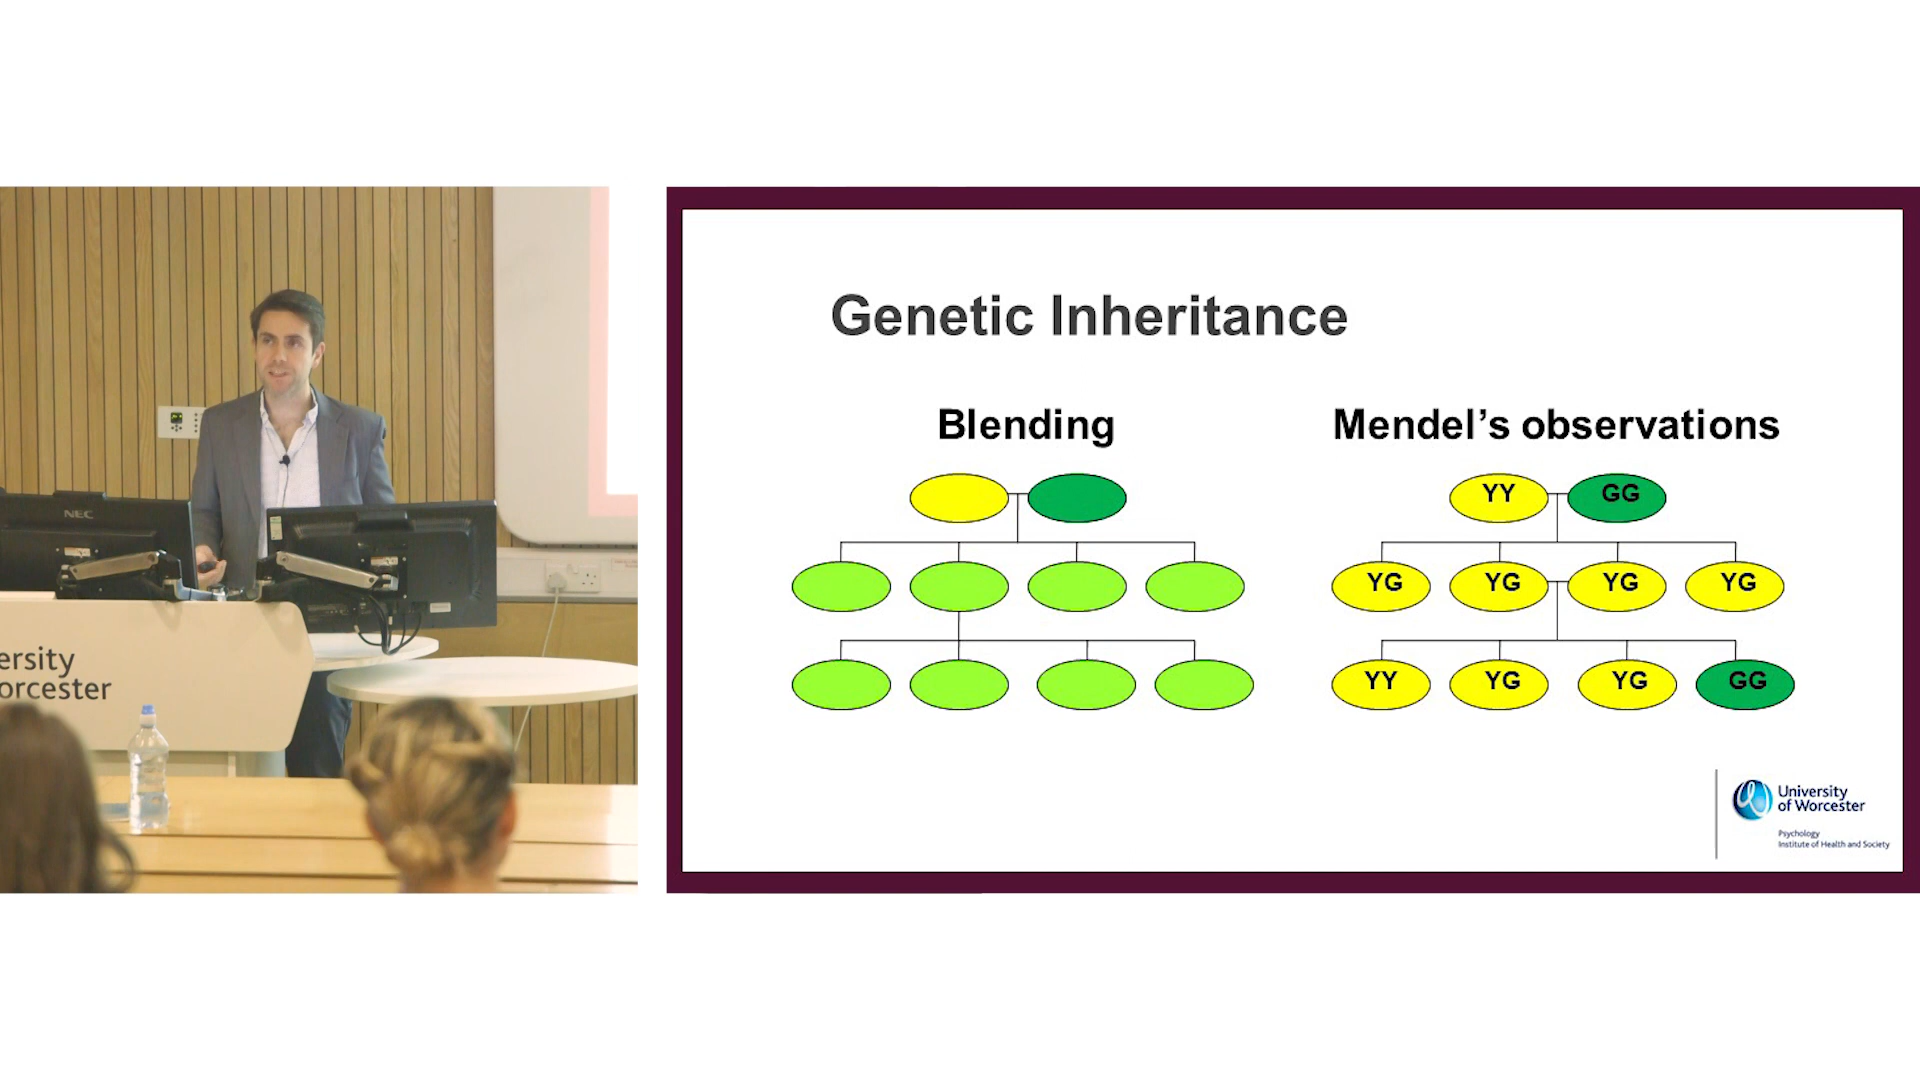 NEC
ersity
orcester
Genetic Inheritance
Blending
Mendel's observations
YY GG
YG YG YG YG
YY YG YG GG
University
of Worcester
Psychology
Institute of Health and Society